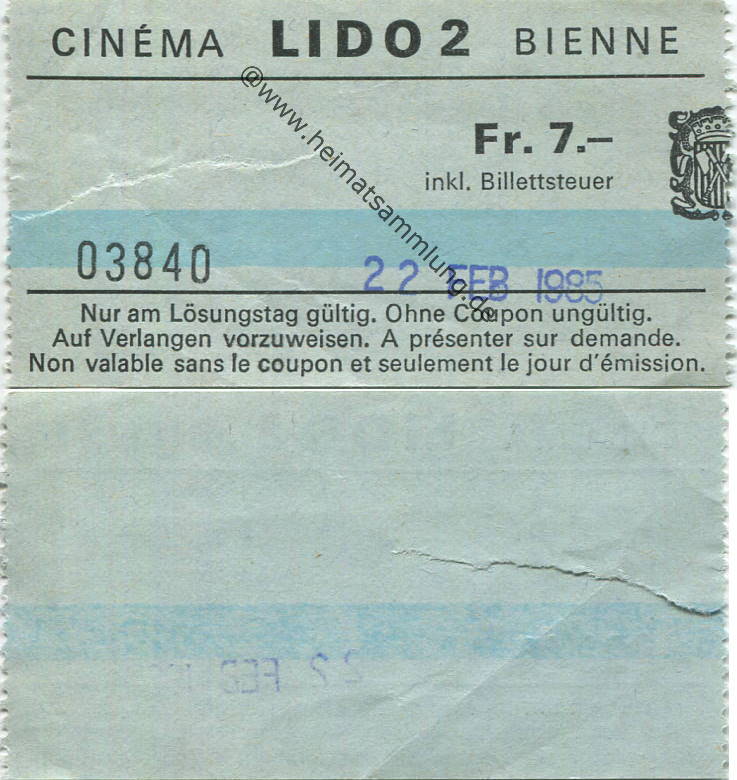 CINÉMA LIDO 2 BIENNE
Fr. 7.–
inkl. Billettsteuer
@www.heimatsammlung.de
03840 22 FEB 1985
Nur am Lösungstag gültig. Ohne Coupon ungültig.
Auf Verlangen vorzuweisen. A présenter sur demande.
Non valable sans le coupon et seulement le jour d'émission.
22 FEB